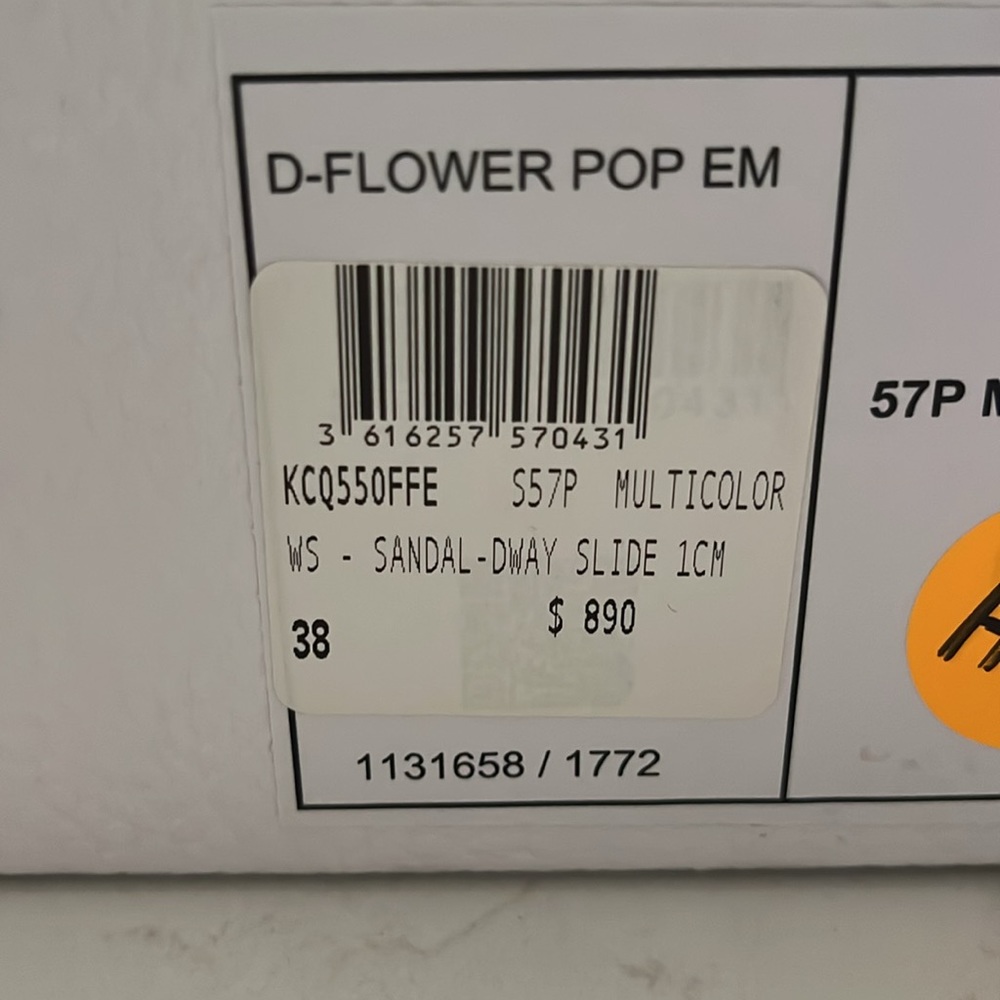 D-FLOWER POP EM
3 616257 570431
KCQ550FFE S57P MULTICOLOR
WS - SANDAL-DWAY SLIDE 1CM
$ 890
38
1131658 / 1772
57P